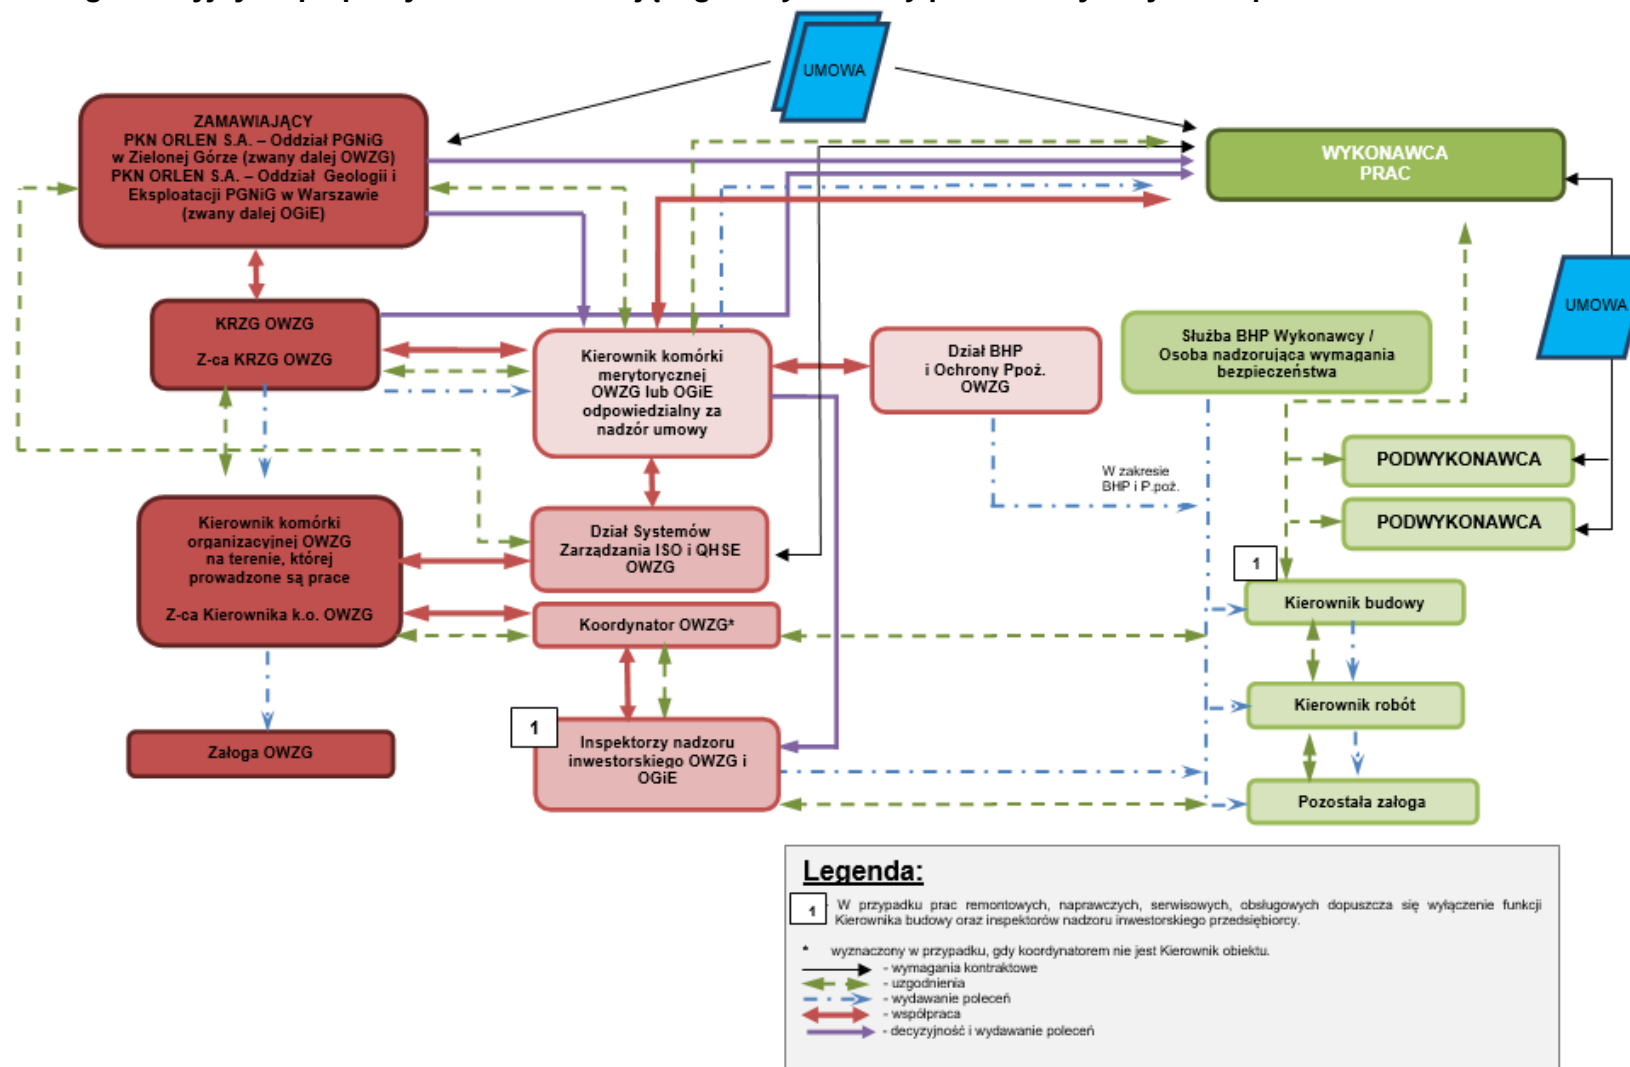 UMOWA
ZAMAWIAJĄCY
PKN ORLEN S.A. – Oddział PGNiG
w Zielonej Górze (zwany dalej OWZG)
PKN ORLEN S.A. – Oddział Geologii i
Eksploatacji PGNiG w Warszawie
(zwany dalej OGiE)
WYKONAWCA
PRAC
UMOWA
KRZG OWZG
Z-ca KRZG OWZG
Kierownik komórki
merytorycznej
OWZG lub OGiE
odpowiedzialny za
nadzór umowy
Dział BHP
i Ochrony Ppoż.
OWZG
Służba BHP Wykonawcy /
Osoba nadzorująca wymagania
bezpieczeństwa
W zakresie
BHP i P.poż.
PODWYKONAWCA
PODWYKONAWCA
Kierownik komórki
organizacyjnej OWZG
na terenie, której
prowadzone są prace
Z-ca Kierownika k.o. OWZG
Dział Systemów
Zarządzania ISO i QHSE
OWZG
Koordynator OWZG*
1
Kierownik budowy
Kierownik robót
Pozostała załoga
1
Inspektorzy nadzoru
inwestorskiego OWZG i
OGiE
Załoga OWZG
Legenda:
1 W przypadku prac remontowych, naprawczych, serwisowych, obsługowych dopuszcza się wyłączenie funkcji
Kierownika budowy oraz inspektorów nadzoru inwestorskiego przedsiębiorcy.
* wyznaczony w przypadku, gdy koordynatorem nie jest Kierownik obiektu.
- wymagania kontraktowe
- uzgodnienia
- wydawanie poleceń
- współpraca
- decyzyjność i wydawanie poleceń